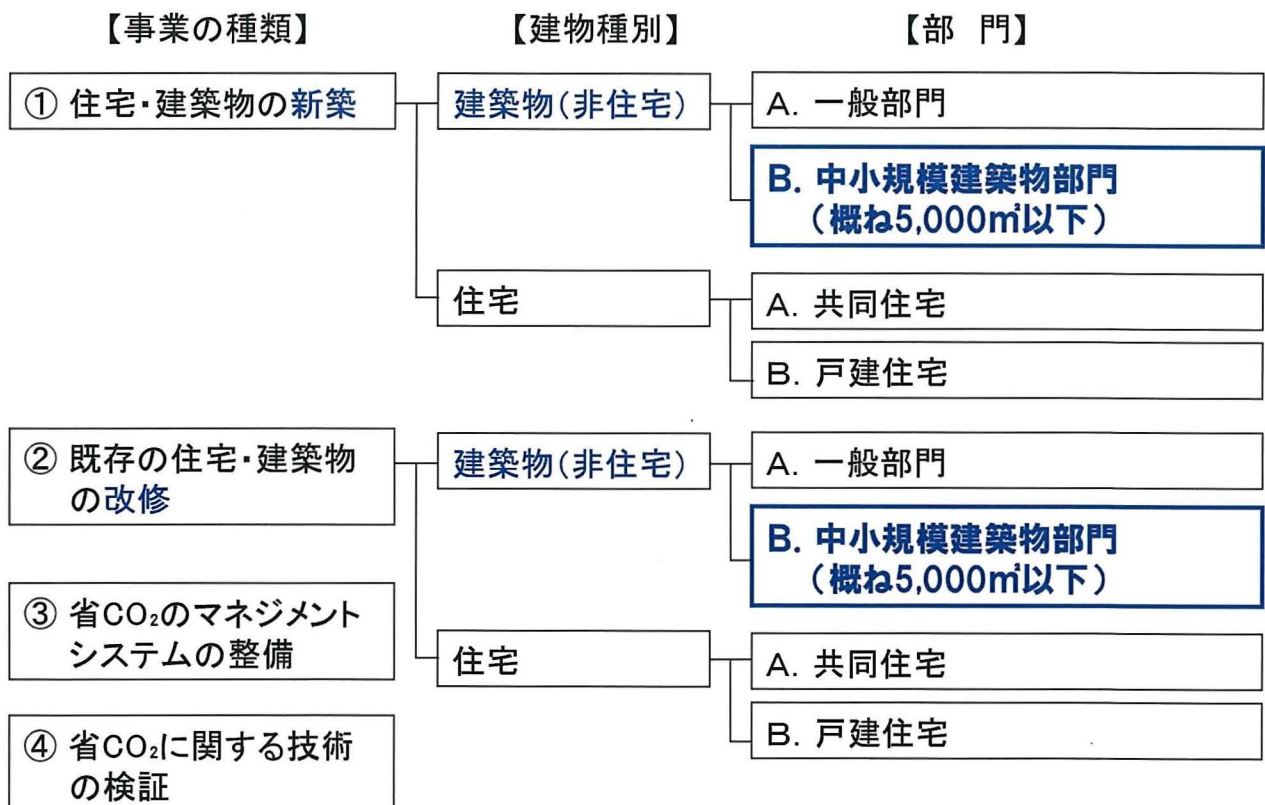 【事業の種類】
【建物種別】
【部 門】
① 住宅・建築物の新築
建築物(非住宅)
A. 一般部門
B. 中小規模建築物部門
(概ね5,000㎡以下)
住宅
A. 共同住宅
B. 戸建住宅
② 既存の住宅・建築物
の改修
建築物(非住宅)
A. 一般部門
B. 中小規模建築物部門
(概ね5,000㎡以下)
住宅
A. 共同住宅
B. 戸建住宅
③ 省CO₂のマネジメント
システムの整備
④ 省CO₂に関する技術
の検証